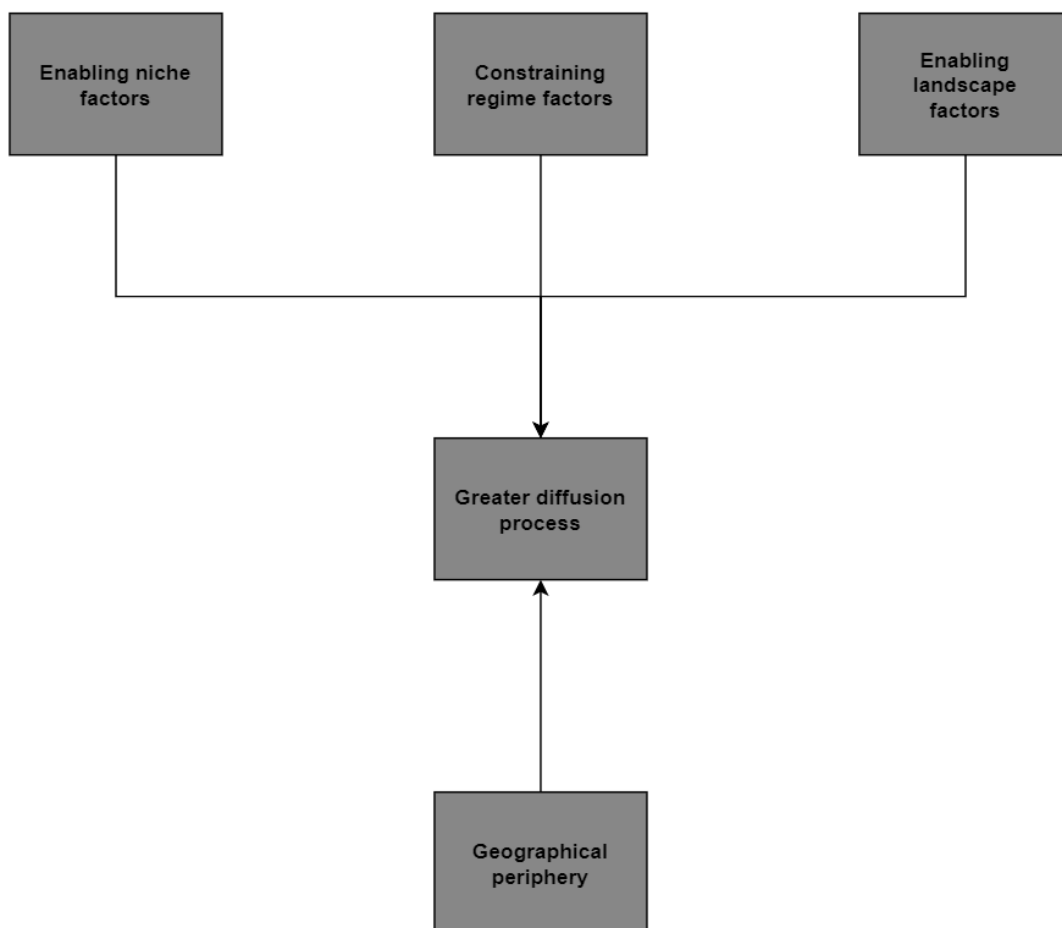 Enabling niche
factors
Constraining
regime factors
Enabling
landscape
factors
Greater diffusion
process
Geographical
periphery